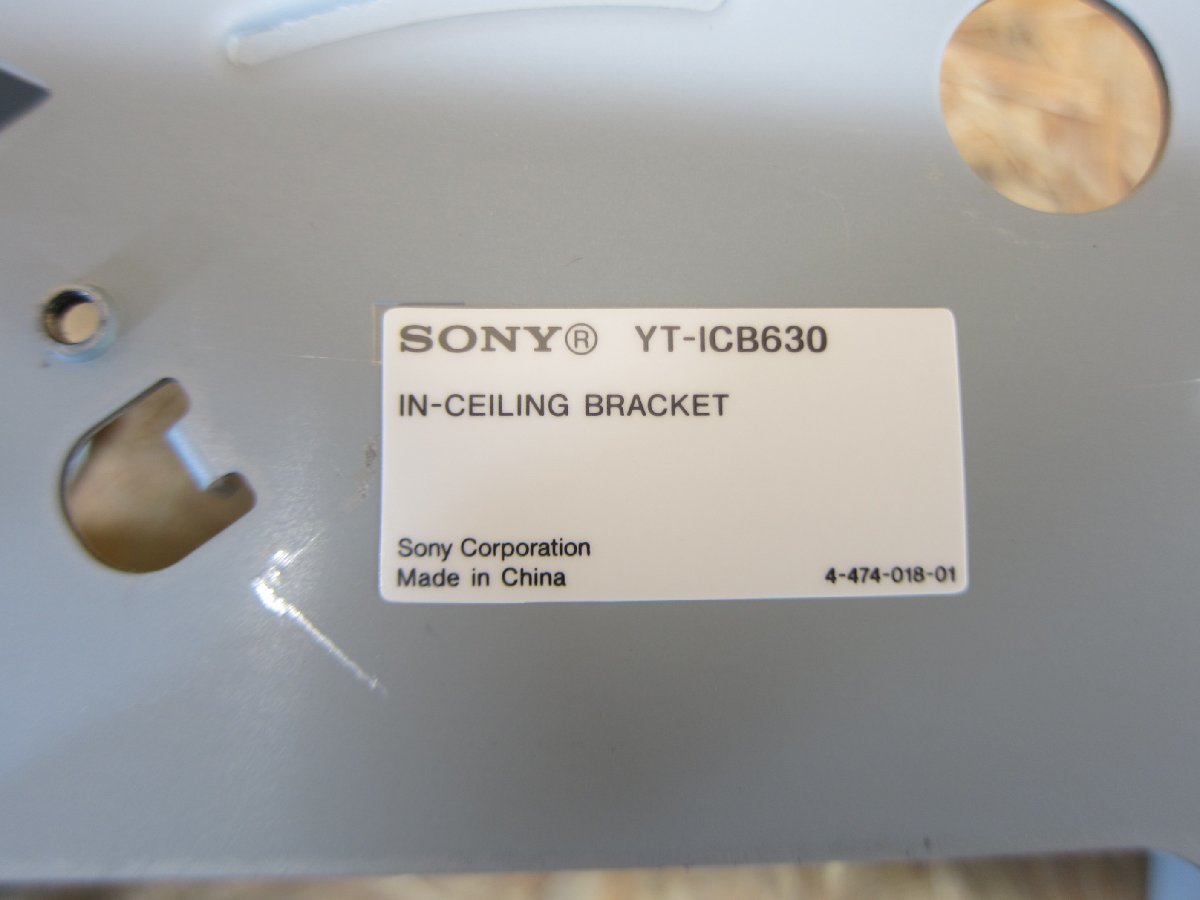 SONY® YT-ICB630
IN-CEILING BRACKET
Sony Corporation
Made in China 4-474-018-01